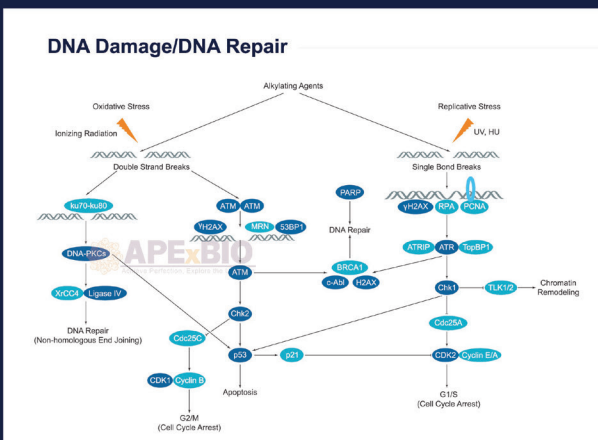 DNA Damage/DNA Repair
Alkylating Agents
Oxidative Stress
Replicative Stress
Ionizing Radiation
UV, HU
Double Strand Breaks
Single Bond Breaks
ku70-ku80
ATM ATM
PARP
γH2AX RPA PCNA
YH2AX MRN 53BP1
DNA Repair
DNA-PKCs
APExBIO
ATRIP ATR TopBP1
ATM
BRCA1
c-Abl H2AX
XrCC4 Ligase IV
Chk1 TLK1/2
Chromatin
Remodeling
Chk2
DNA Repair
(Non-homologous End Joining)
Cdc25C
Cdc25A
p53 p21
CDK2 Cyclin E/A
CDK1 Cyclin B
Apoptosis
G1/S
(Cell Cycle Arrest)
G2/M
(Cell Cycle Arrest)